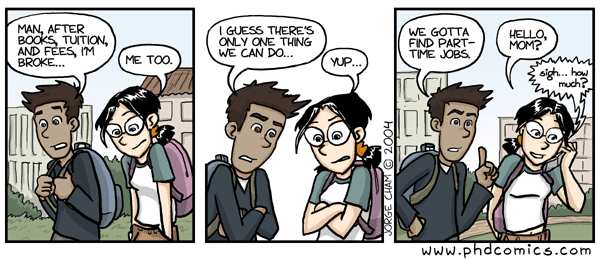 MAN, AFTER
BOOKS, TUITION,
AND FEES, I'M
BROKE...
ME TOO.
I GUESS THERE'S
ONLY ONE THING
WE CAN DO...
YUP...
JORGE CHAM © 2004
WE GOTTA
FIND PART-
TIME JOBS.
HELLO,
MOM?
sigh... how
much?
www.phdcomics.com